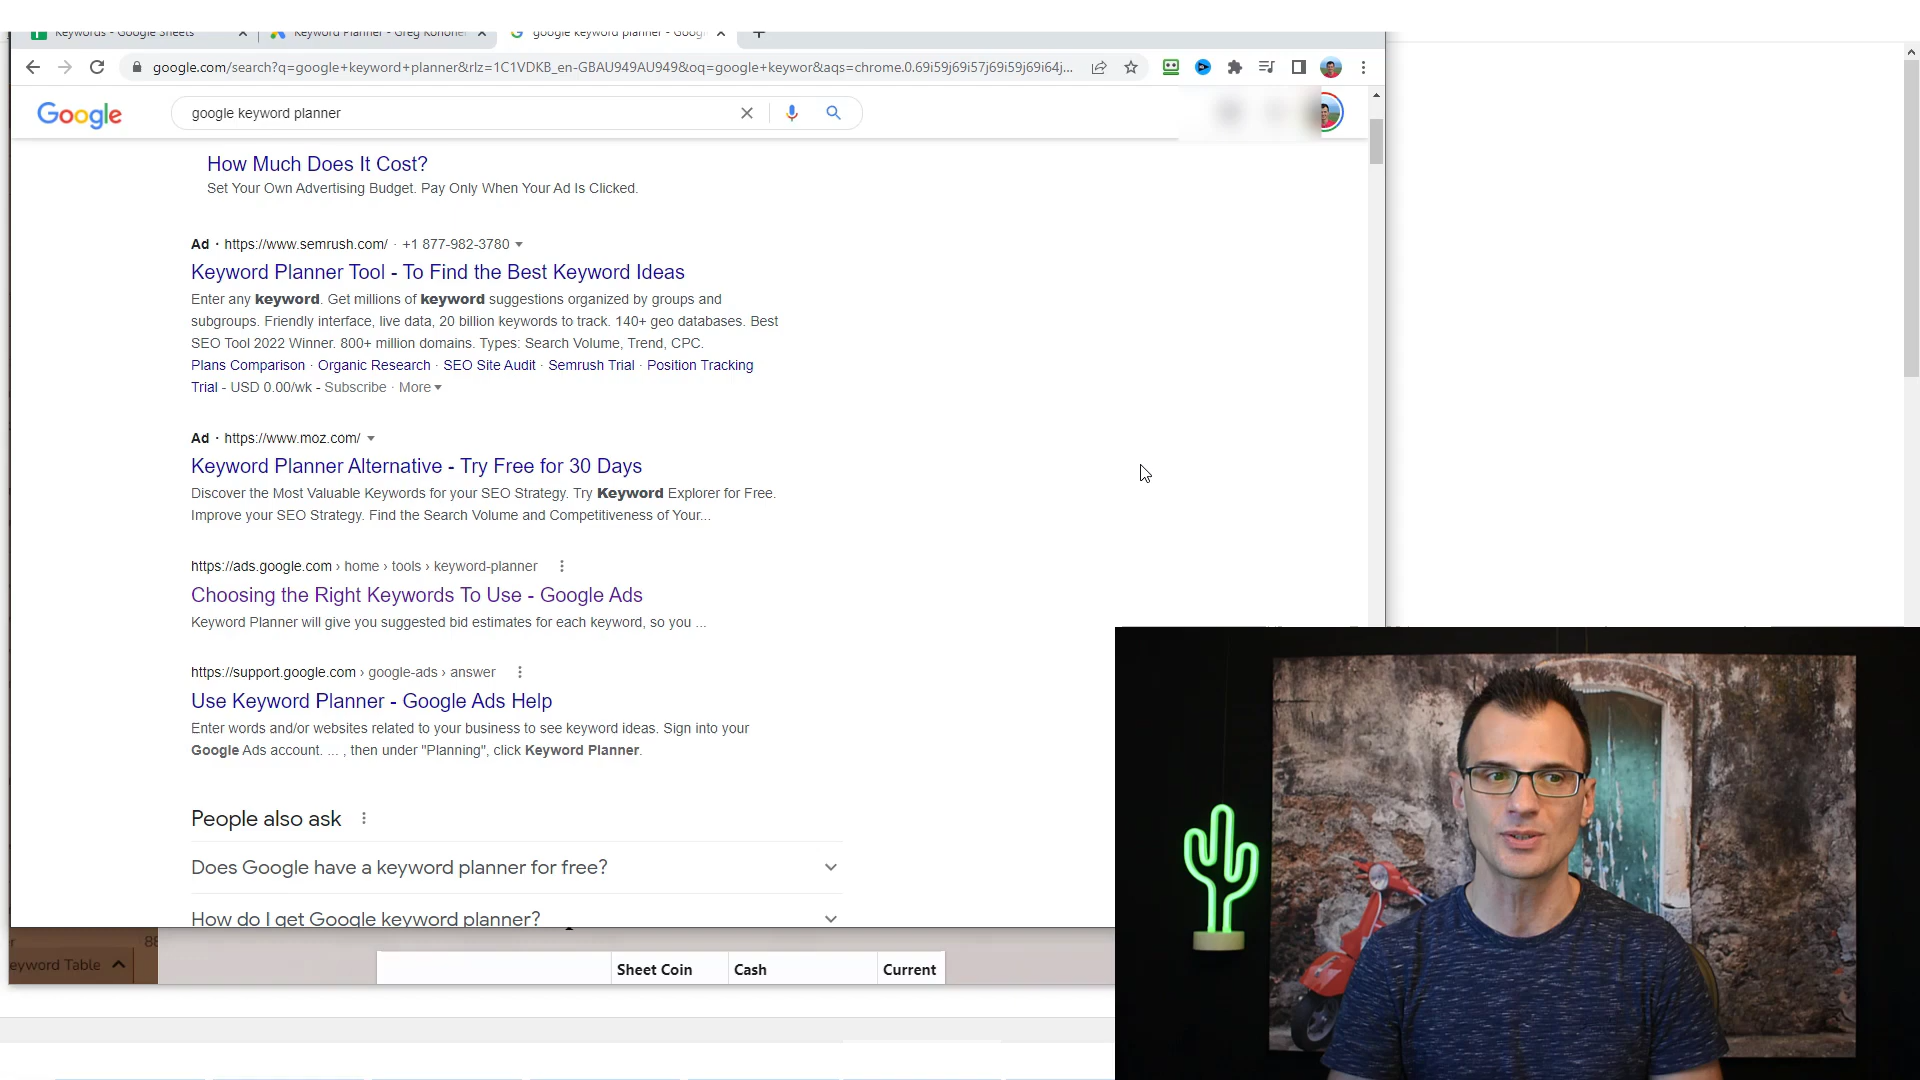 Keywords - Google Sheets
Keyword Planner - Greg Kononen
google keyword planner - Goog
google.com/search?q=google+keyword+planner&rlz=1C1VDKB_en-GBAU949AU949&oq=google+keywor&aqs=chrome.0.69i59j69i57j69i59j69i64j...
Google
google keyword planner
How Much Does It Cost?
Set Your Own Advertising Budget. Pay Only When Your Ad Is Clicked.
Ad · https://www.semrush.com/ · +1 877-982-3780
Keyword Planner Tool - To Find the Best Keyword Ideas
Enter any keyword. Get millions of keyword suggestions organized by groups and
subgroups. Friendly interface, live data, 20 billion keywords to track. 140+ geo databases. Best
SEO Tool 2022 Winner. 800+ million domains. Types: Search Volume, Trend, CPC.
Plans Comparison · Organic Research · SEO Site Audit · Semrush Trial · Position Tracking
Trial - USD 0.00/wk - Subscribe · More
Ad · https://www.moz.com/
Keyword Planner Alternative - Try Free for 30 Days
Discover the Most Valuable Keywords for your SEO Strategy. Try Keyword Explorer for Free.
Improve your SEO Strategy. Find the Search Volume and Competitiveness of Your...
https://ads.google.com › home › tools › keyword-planner
Choosing the Right Keywords To Use - Google Ads
Keyword Planner will give you suggested bid estimates for each keyword, so you ...
https://support.google.com › google-ads › answer
Use Keyword Planner - Google Ads Help
Enter words and/or websites related to your business to see keyword ideas. Sign into your
Google Ads account. ... , then under "Planning", click Keyword Planner.
People also ask
Does Google have a keyword planner for free?
How do I get Google keyword planner?
eyword Table
Sheet Coin
Cash
Current